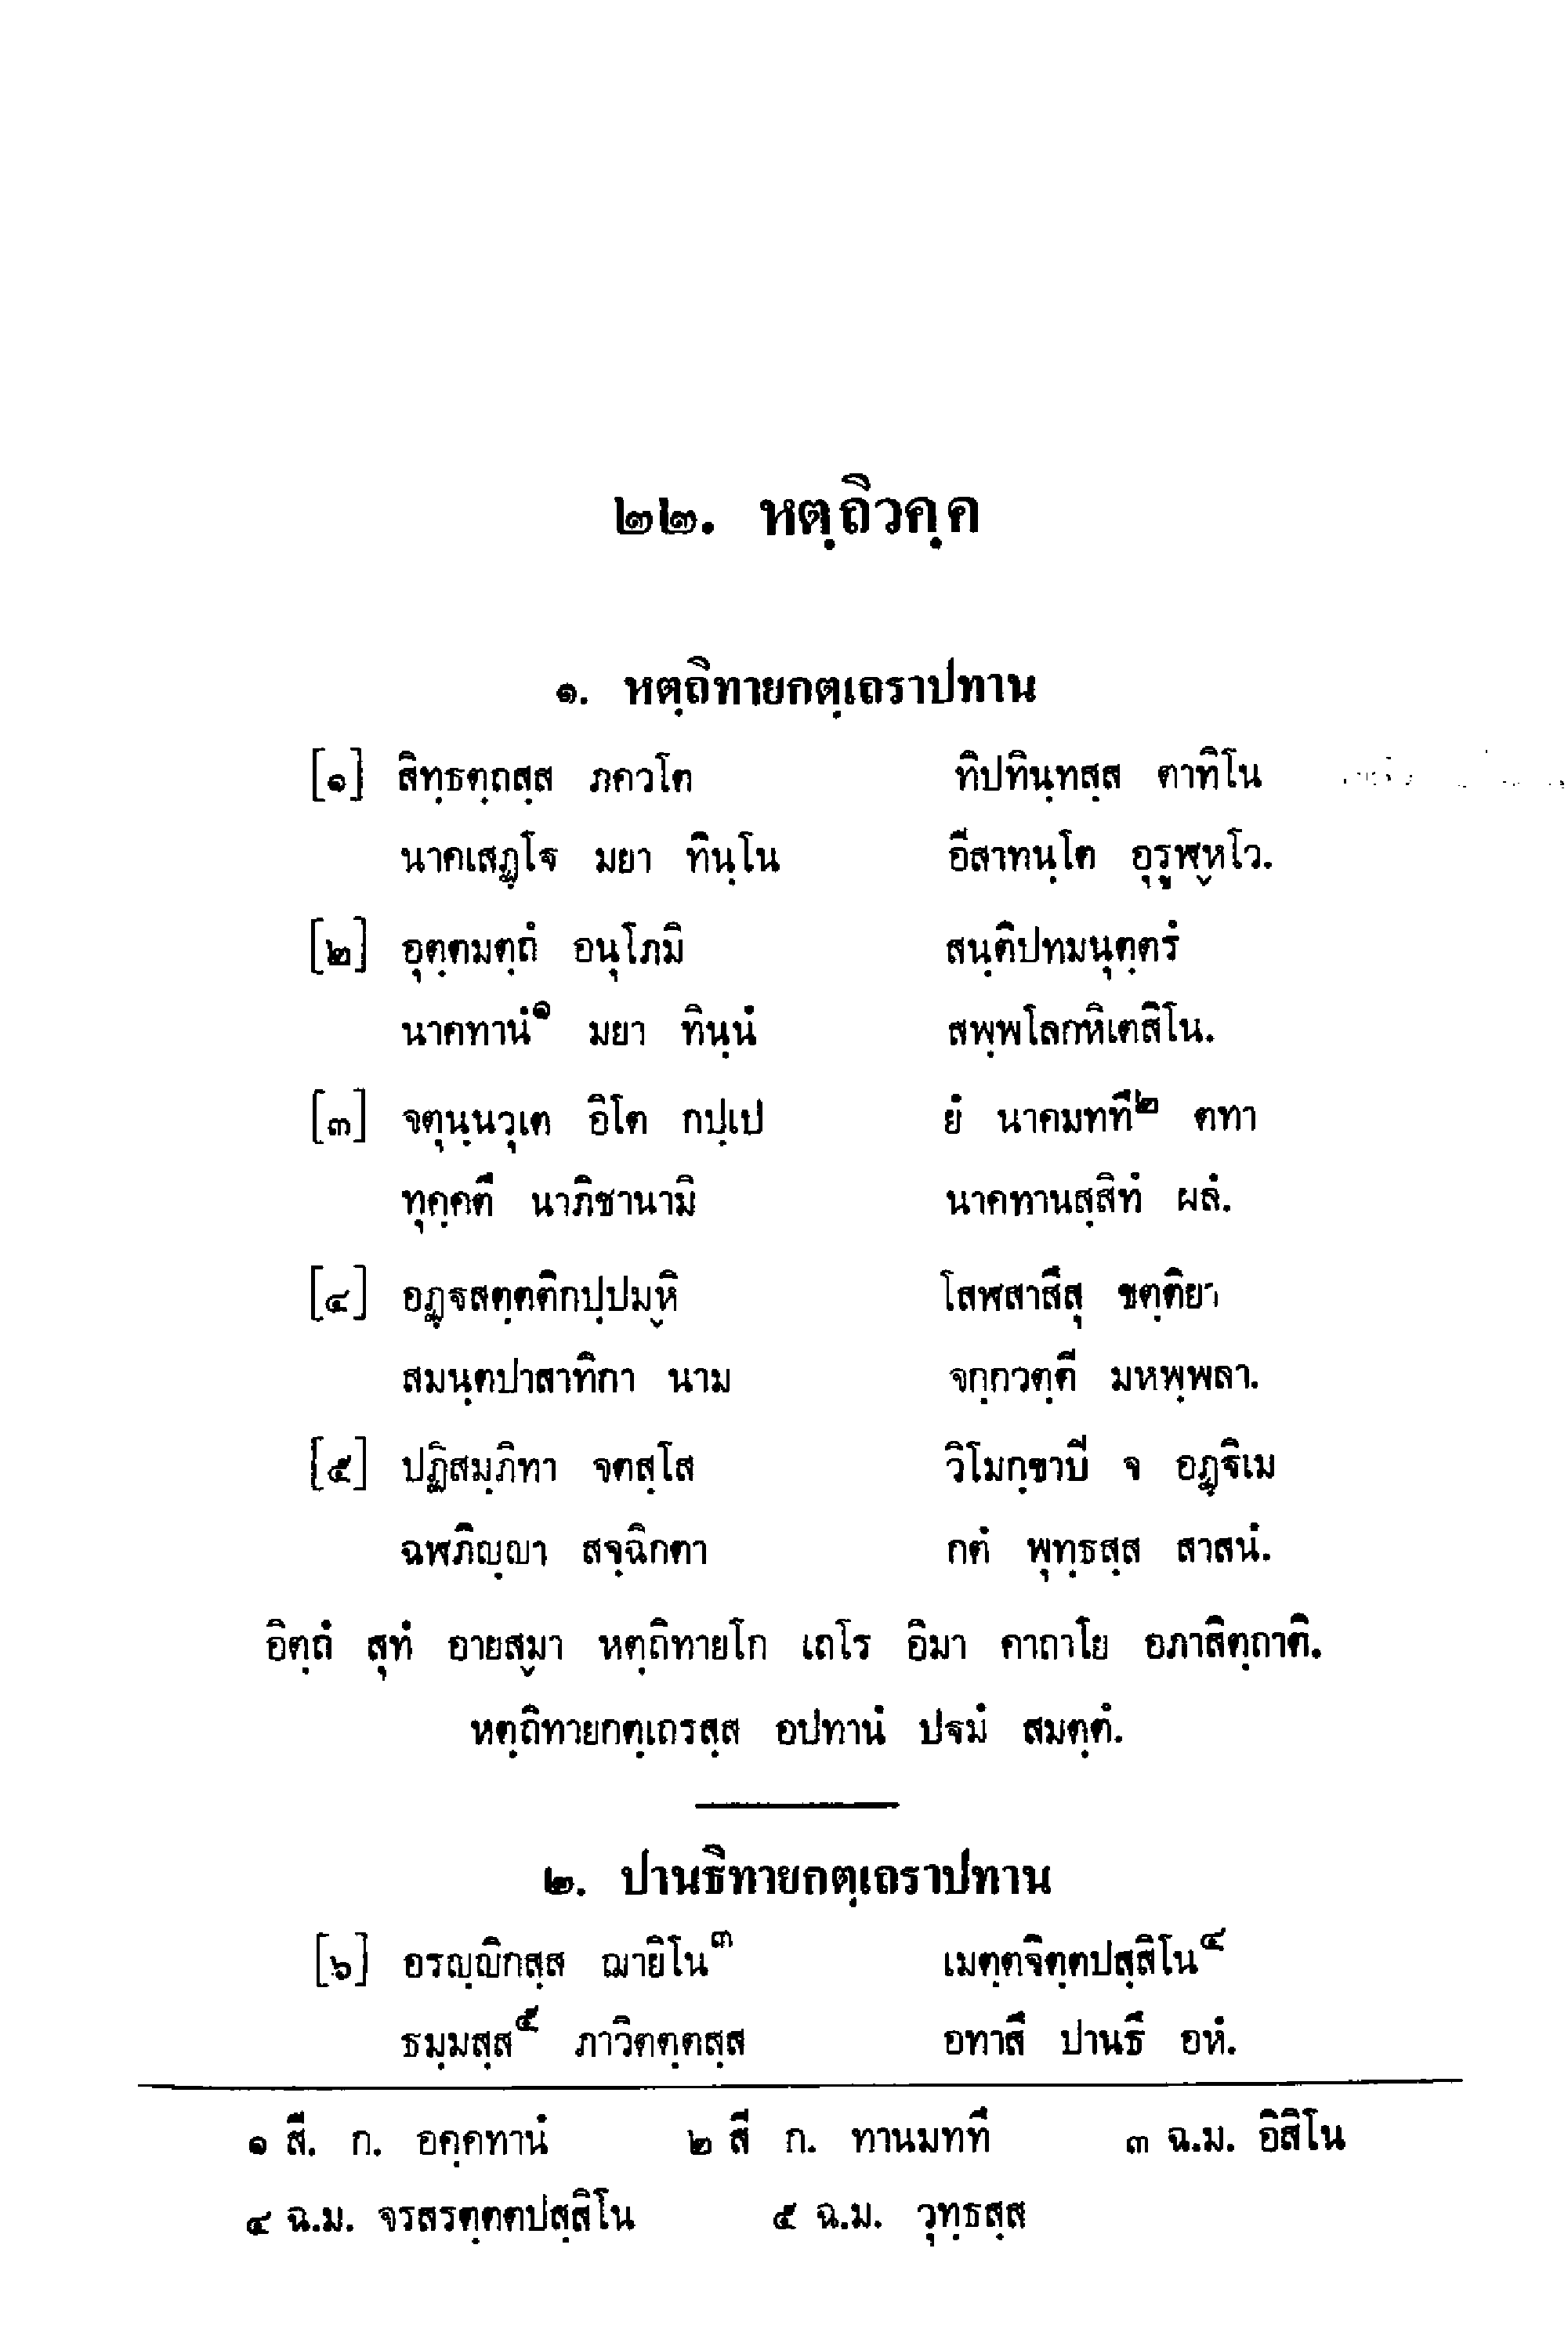 ๒๒. หตฺถิวคฺค
๑. หตฺถิทายกตฺเถราปทาน
[๑] สิทฺธตฺถสฺส ภควโต ทิปทินฺทสฺส ตาทิโน
นาคเสฏฺโฐ มยา ทินฺโน อีสาทนฺโต อุรูฬฺหโว.
[๒] อุตฺตมตฺถํ อนุโภมิ สนฺติปทมนุตฺตรํ
นาคทานํ๑ มยา ทินฺนํ สพฺพโลกหิเตสิโน.
[๓] จตุนฺนวุเต อิโต กปฺเป ยํ นาคมททึ๒ ตทา
ทุคฺคตึ นาภิชานามิ นาคทานสฺสิทํ ผลํ.
[๔] อฏฺฐสตฺตติกปฺปมฺหิ โสฬสาสึสุ ขตฺติยา
สมนฺตปาสาทิกา นาม จกฺกวตฺตี มหพฺพลา.
[๕] ปฏิสมฺภิทา จตสฺโส วิโมกฺขาปิ จ อฏฺฐิเม
ฉฬภิญฺญา สจฺฉิกตา กตํ พุทฺธสฺส สาสนํ.
อิตฺถํ สุทํ อายสฺมา หตฺถิทายโก เถโร อิมา คาถาโย อภาสิตฺถาติ.
หตฺถิทายกตฺเถรสฺส อปทานํ ปฐมํ สมตฺตํ.
๒. ปานธิทายกตฺเถราปทาน
[๖] อรญฺญิกสฺส ฌายิโน๓ เมตฺตจิตฺตปสฺสิโน๔
ธมฺมสฺส๕ ภาวิตตฺตสฺส อทาสึ ปานธึ อหํ.
๑ สี. ก. อคฺคทานํ ๒ สี ก. ทานมททึ ๓ ฉ.ม. อิสิโน
๔ ฉ.ม. จิรสรตฺตตปสฺสิโน ๕ ฉ.ม. วุทฺธสฺส